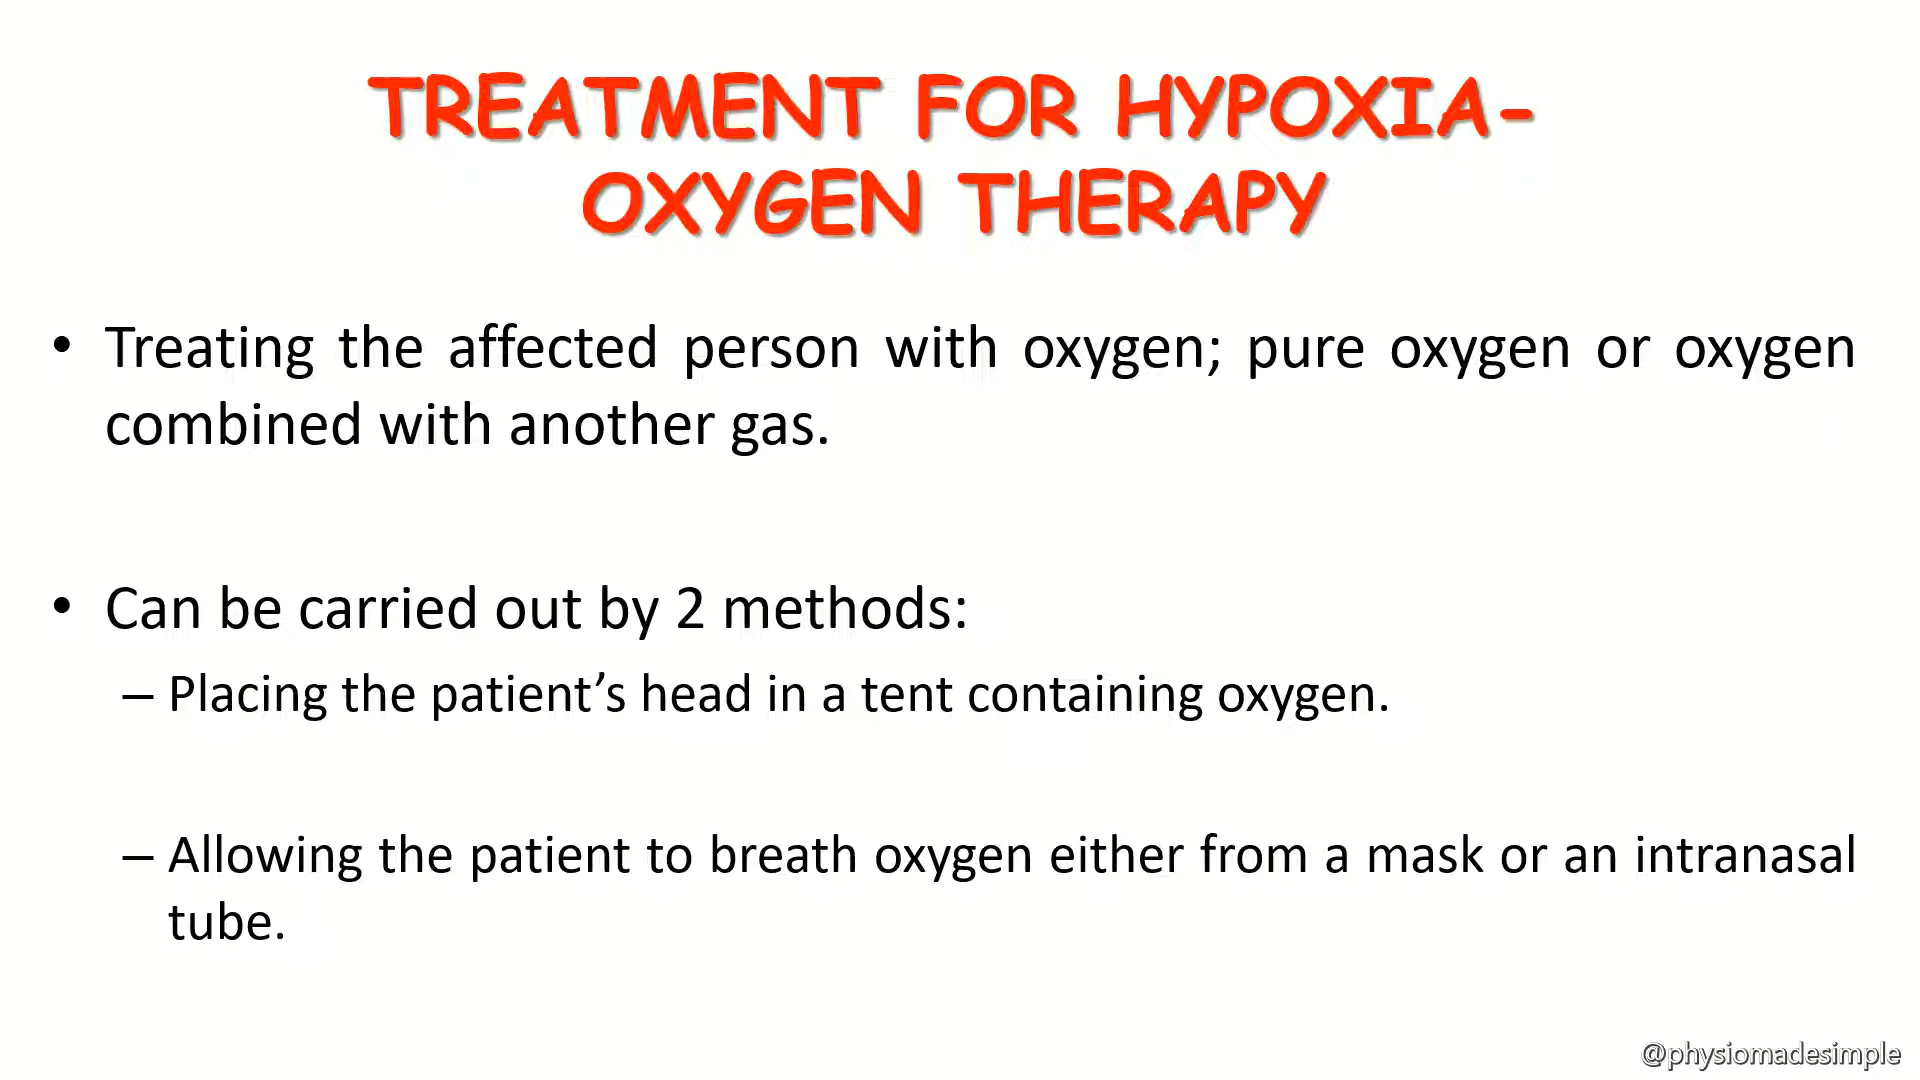 TREATMENT FOR HYPOXIA-
OXYGEN THERAPY
• Treating the affected person with oxygen; pure oxygen or oxygen
combined with another gas.
• Can be carried out by 2 methods:
– Placing the patient’s head in a tent containing oxygen.
– Allowing the patient to breath oxygen either from a mask or an intranasal
tube.
@physiomadesimple